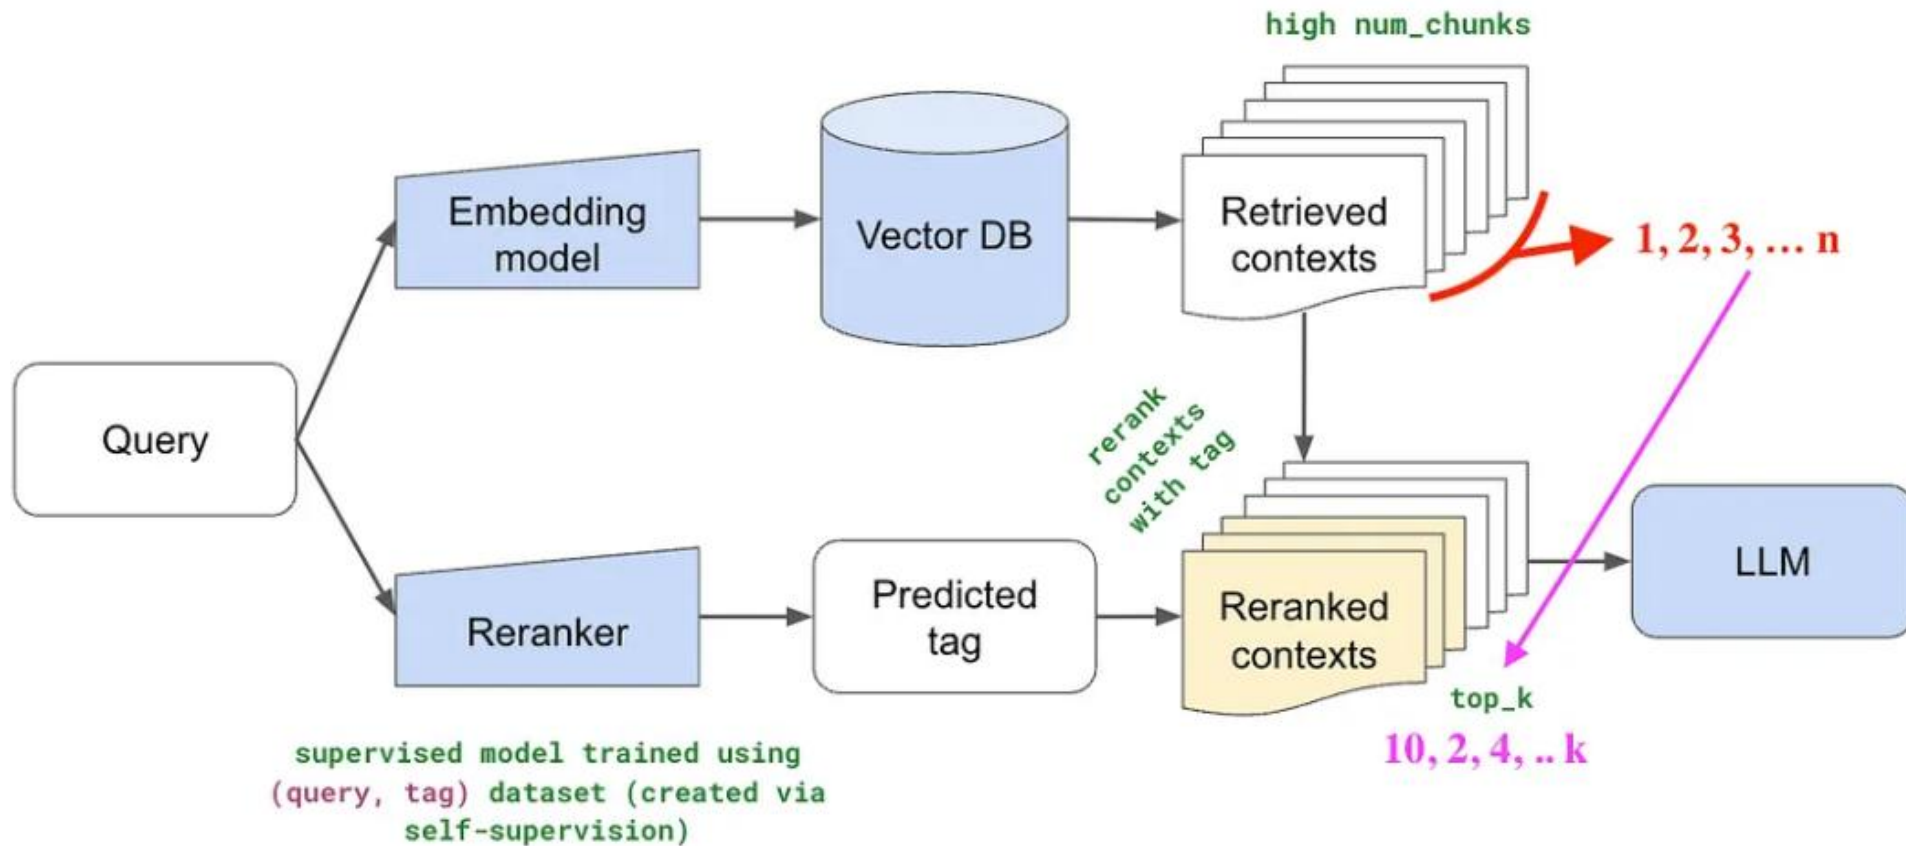 high num_chunks
Embedding
model
Vector DB
Retrieved
contexts
1, 2, 3, ... n
Query
rerank
contexts
with tag
Reranker
Predicted
tag
Reranked
contexts
LLM
top_k
10, 2, 4, .. k
supervised model trained using
(query, tag) dataset (created via
self-supervision)